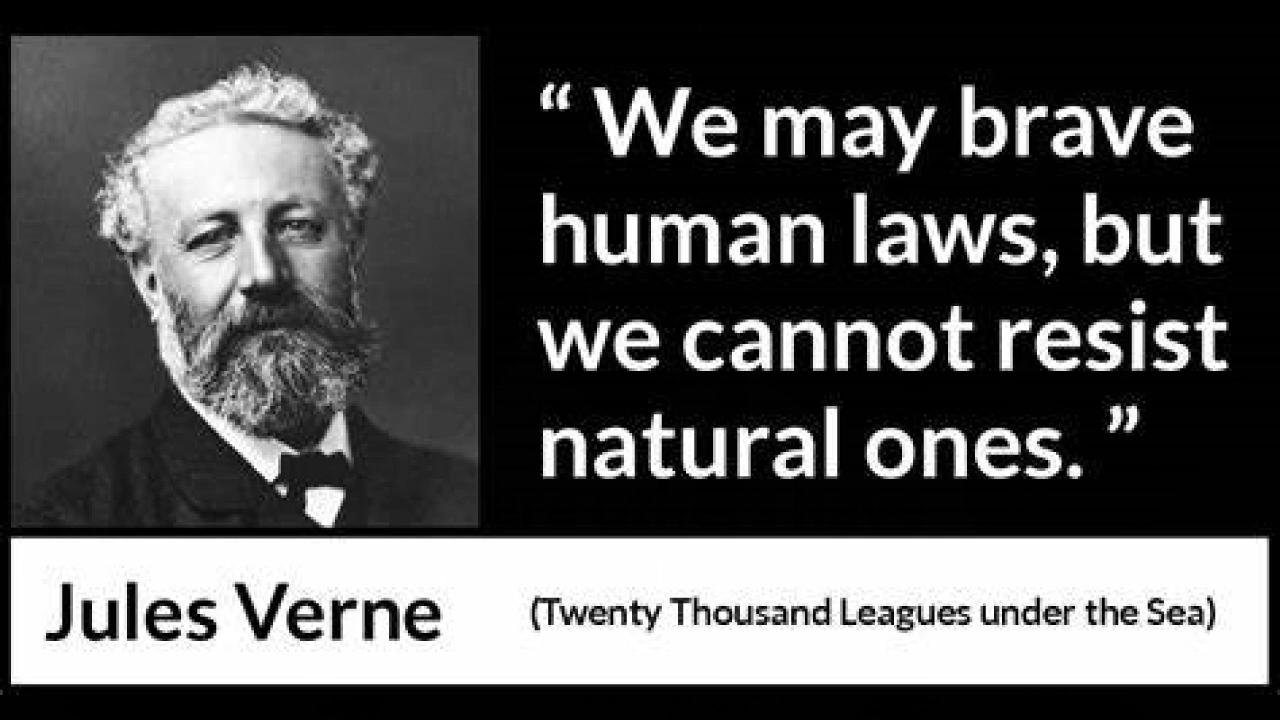 “ We may brave
human laws, but
we cannot resist
natural ones. ”
Jules Verne
(Twenty Thousand Leagues under the Sea)